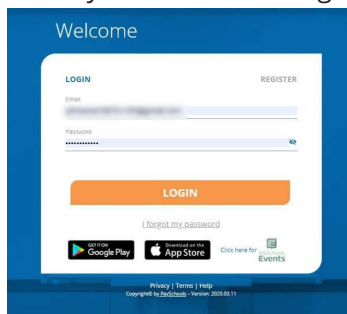 Welcome
LOGIN REGISTER
Email
Password
••••••••••••
LOGIN
I forgot my password
GET IT ON
Google Play
Download on the
App Store
Click here for
Events
Privacy | Terms | Help
Copyright© by PaySchools – Version: 2020.03.11